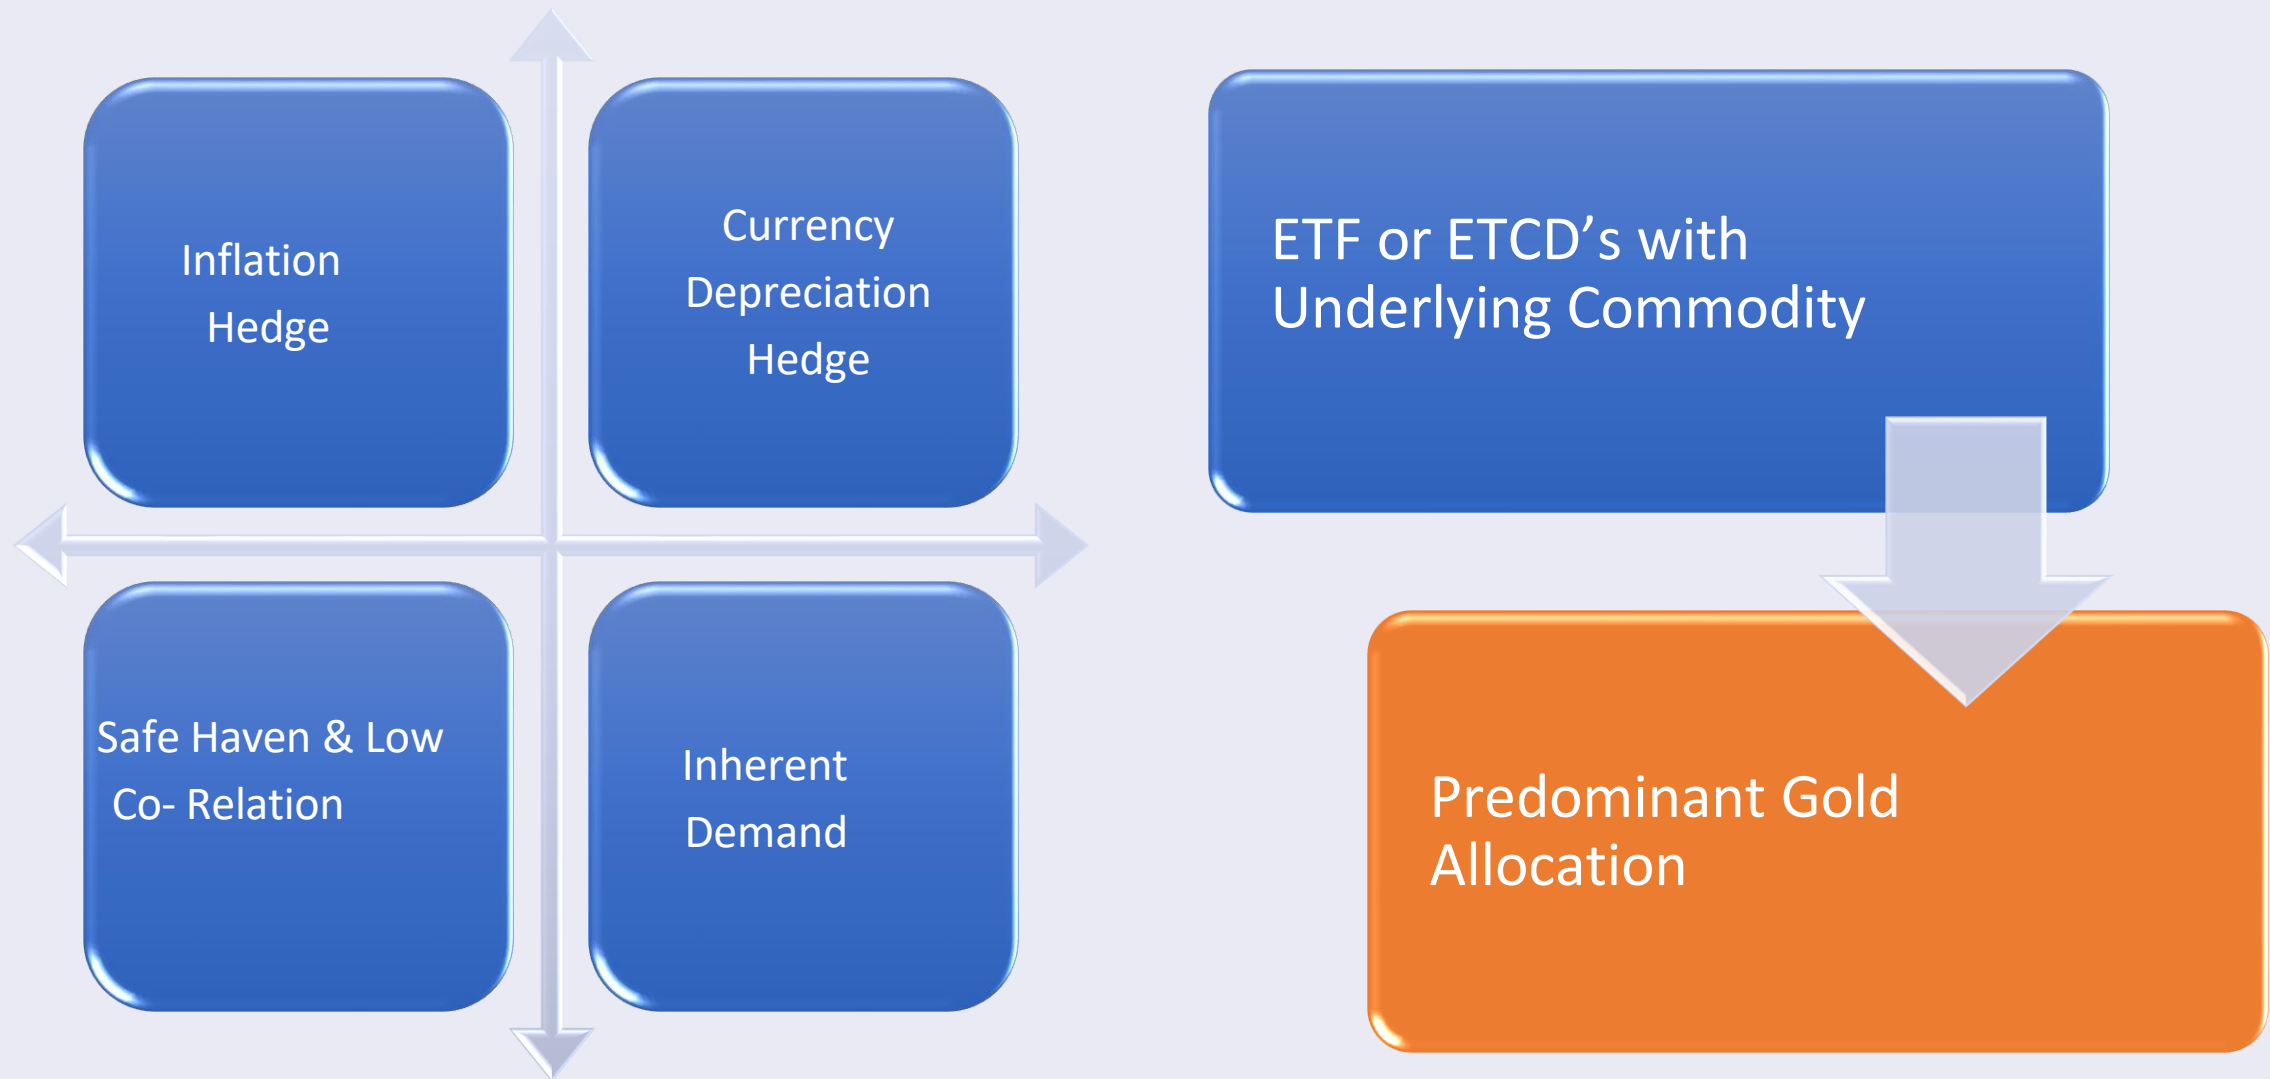 Inflation
Hedge
Currency
Depreciation
Hedge
Safe Haven & Low
Co- Relation
Inherent
Demand
ETF or ETCD’s with
Underlying Commodity
Predominant Gold
Allocation